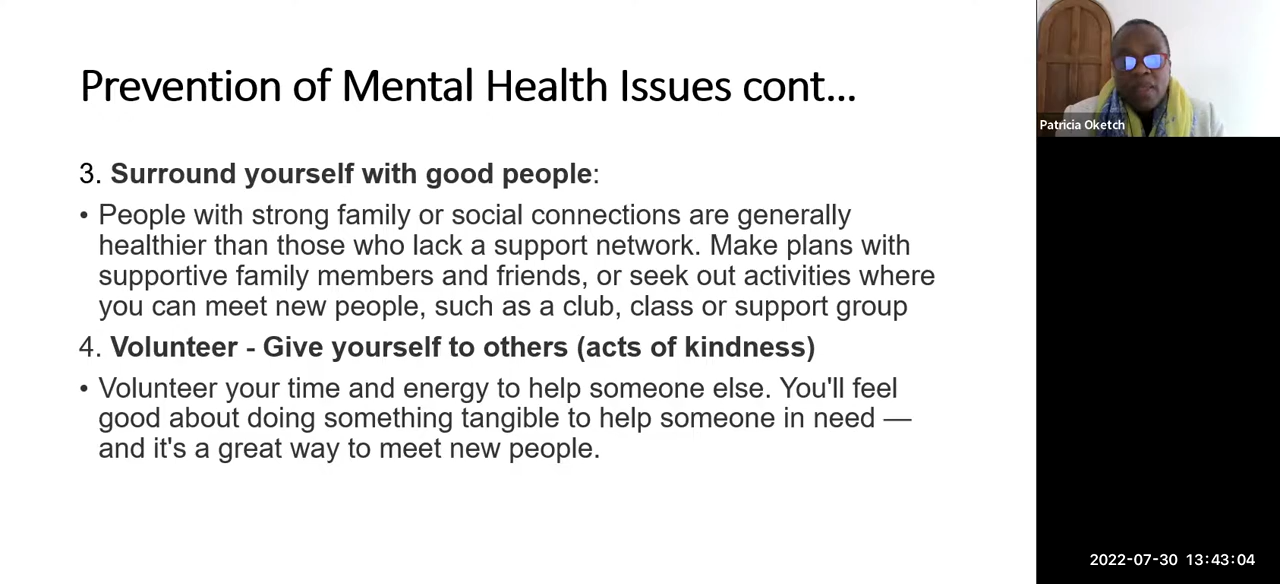 Prevention of Mental Health Issues cont...
3. Surround yourself with good people:
• People with strong family or social connections are generally
healthier than those who lack a support network. Make plans with
supportive family members and friends, or seek out activities where
you can meet new people, such as a club, class or support group
4. Volunteer - Give yourself to others (acts of kindness)
• Volunteer your time and energy to help someone else. You'll feel
good about doing something tangible to help someone in need —
and it's a great way to meet new people.
Patricia Oketch
2022-07-30 13:43:04